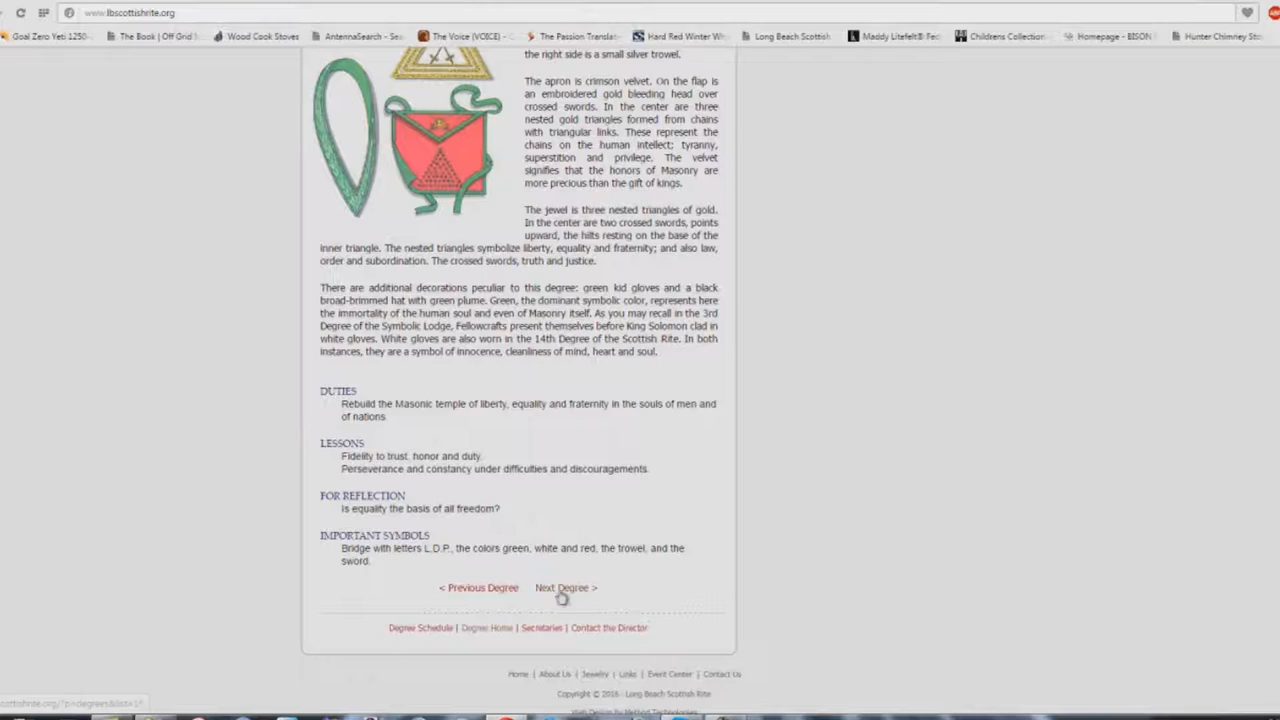 www.lbscottishrite.org
Goal Zero Yeti 1250-
The Book | Off Grid
Wood Cook Stoves
AntennaSearch - Sea
The Voice (VOICE) -
The Passion Translat
Hard Red Winter Wh
Long Beach Scottish
Maddy Litefelt® Fe
Childrens Collection
Homepage - BISON
Hunter Chimney Sto
the right side is a small silver trowel.
The apron is crimson velvet. On the flap is
an embroidered gold bleeding head over
crossed swords. In the center are three
nested gold triangles formed from chains
with triangular links. These represent the
chains on the human intellect; tyranny,
superstition and privilege. The velvet
signifies that the honors of Masonry are
more precious than the gift of kings.
The jewel is three nested triangles of gold.
In the center are two crossed swords, points
upward, the hilts resting on the base of the
inner triangle. The nested triangles symbolize liberty, equality and fraternity; and also law,
order and subordination. The crossed swords, truth and justice.
There are additional decorations peculiar to this degree: green kid gloves and a black
broad-brimmed hat with green plume. Green, the dominant symbolic color, represents here
the immortality of the human soul and even of Masonry itself. As you may recall in the 3rd
Degree of the Symbolic Lodge, Fellowcrafts present themselves before King Solomon clad in
white gloves. White gloves are also worn in the 14th Degree of the Scottish Rite. In both
instances, they are a symbol of innocence, cleanliness of mind, heart and soul.
DUTIES
Rebuild the Masonic temple of liberty, equality and fraternity in the souls of men and
of nations.
LESSONS
Fidelity to trust, honor and duty.
Perseverance and constancy under difficulties and discouragements.
FOR REFLECTION
Is equality the basis of all freedom?
IMPORTANT SYMBOLS
Bridge with letters L.D.P., the colors green, white and red, the trowel, and the
sword.
< Previous Degree Next Degree >
Degree Schedule | Degree Home | Secretaries | Contact the Director
Home | About Us | Jewelry | Links | Event Center | Contact Us
Copyright © 2016 - Long Beach Scottish Rite
Web Design by Method Technologies